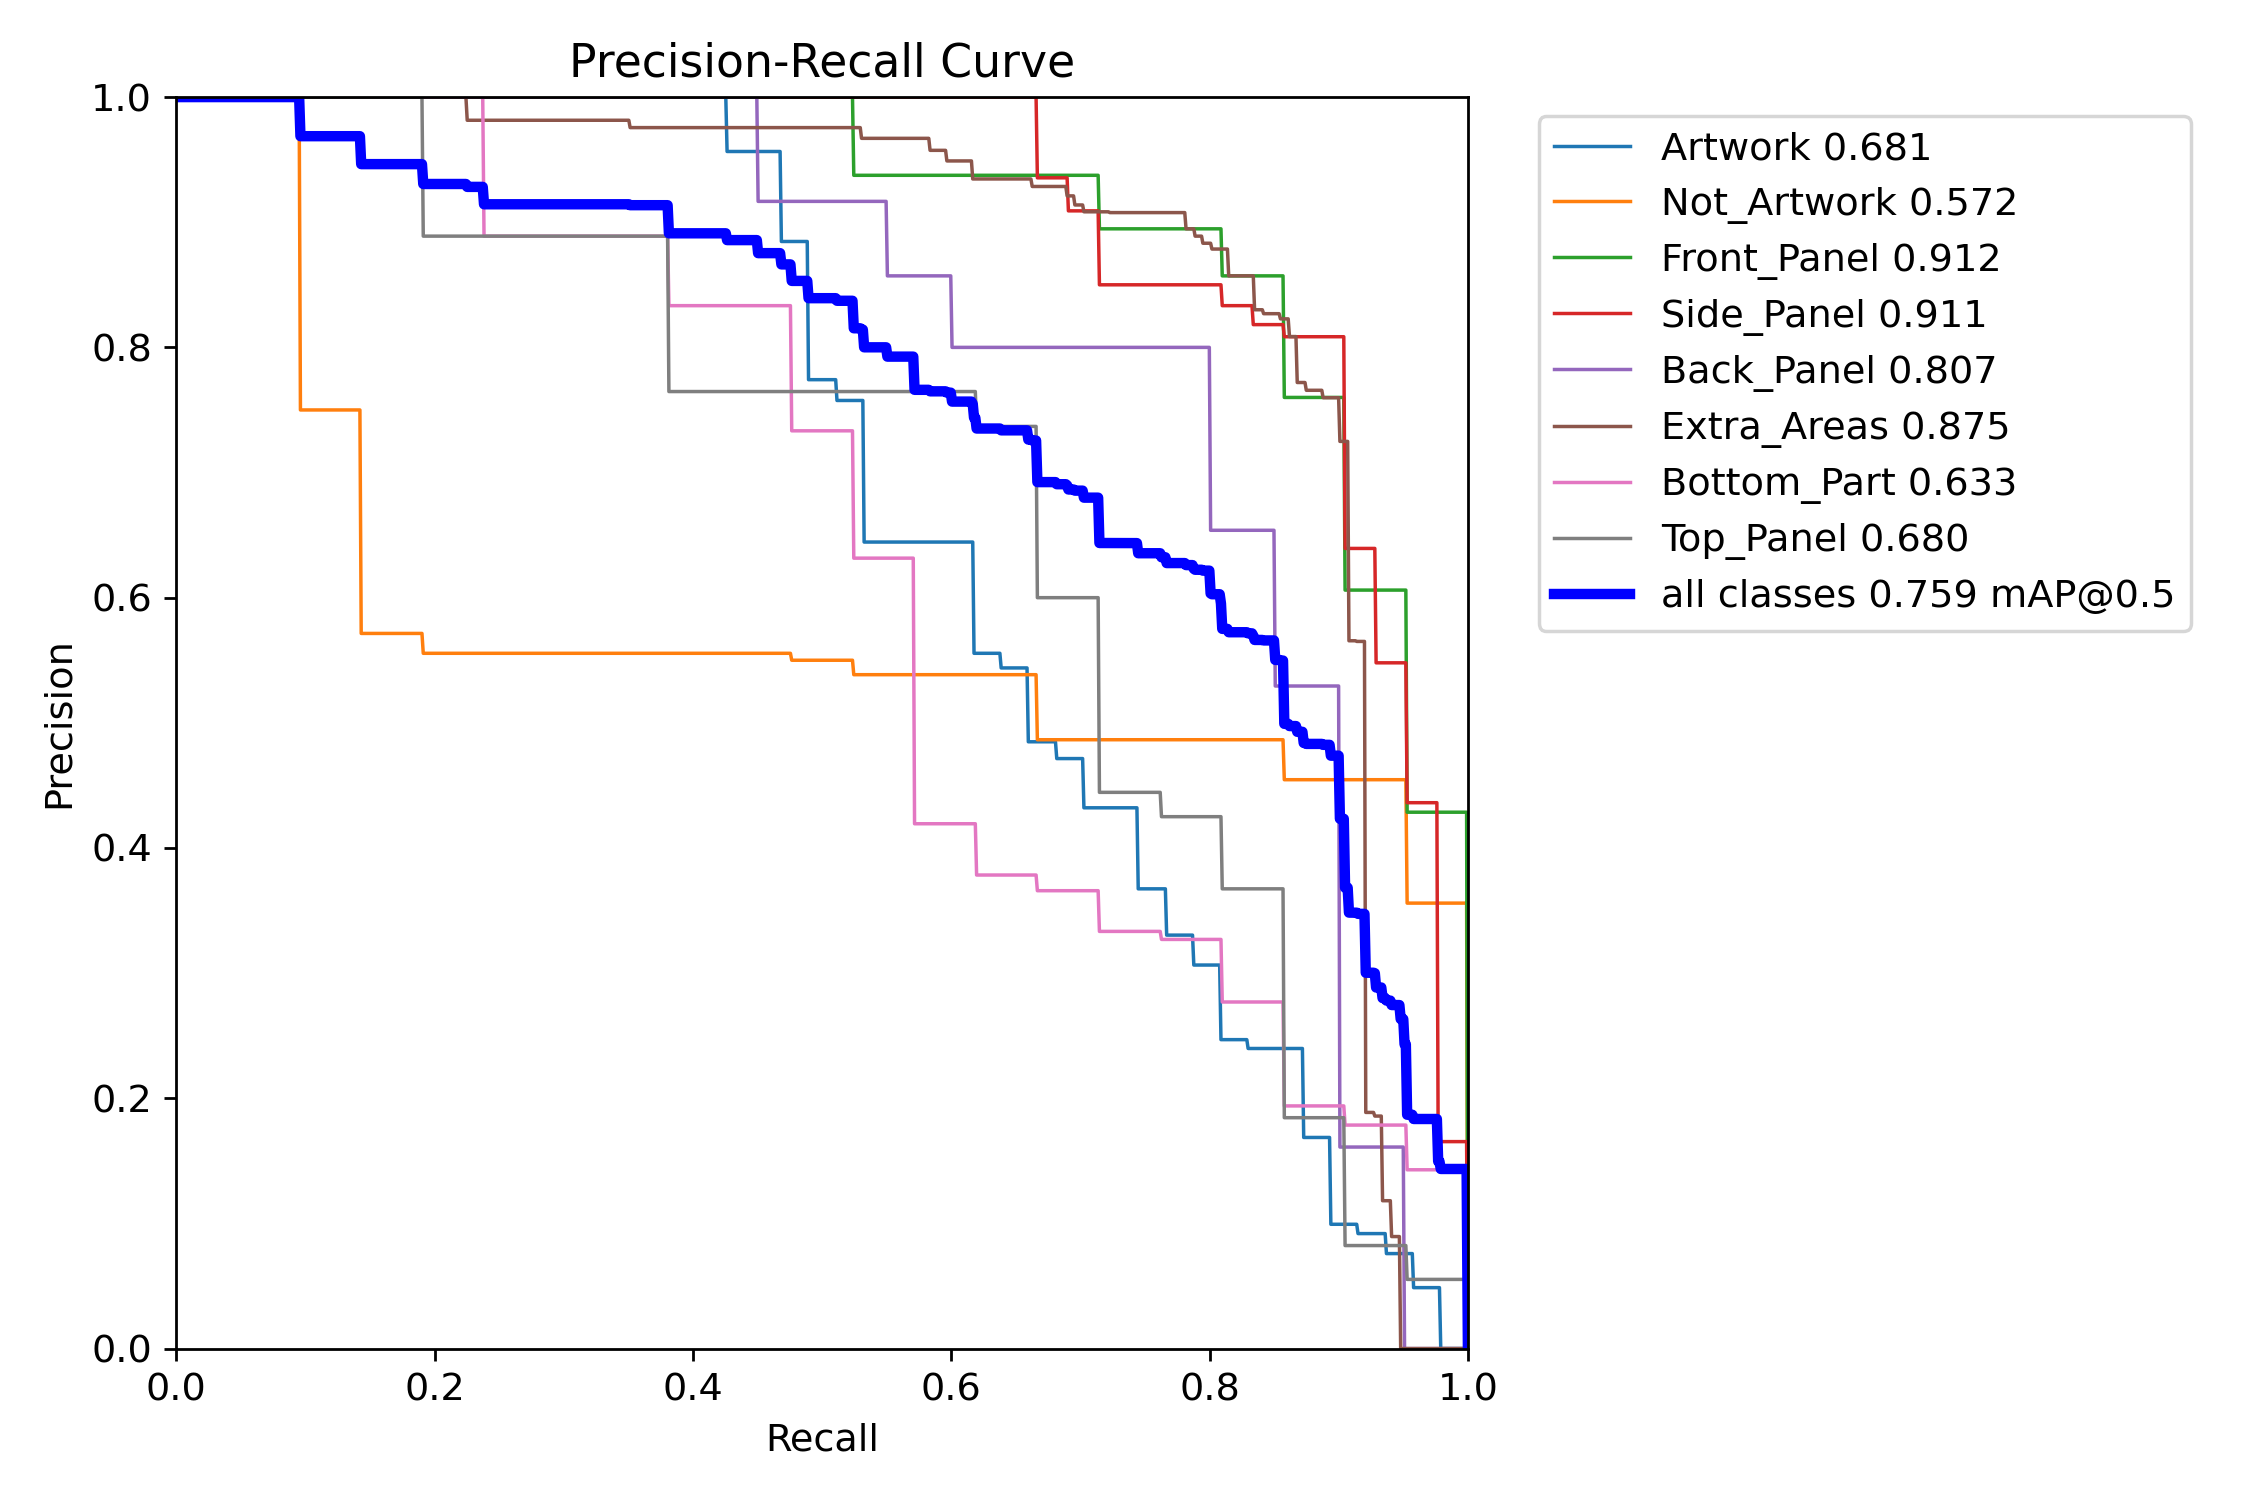 Precision-Recall Curve
1.0
0.8
0.6
0.4
0.2
0.0
Precision
0.0 0.2 0.4 0.6 0.8 1.0
Recall
Artwork 0.681
Not_Artwork 0.572
Front_Panel 0.912
Side_Panel 0.911
Back_Panel 0.807
Extra_Areas 0.875
Bottom_Part 0.633
Top_Panel 0.680
all classes 0.759 mAP@0.5